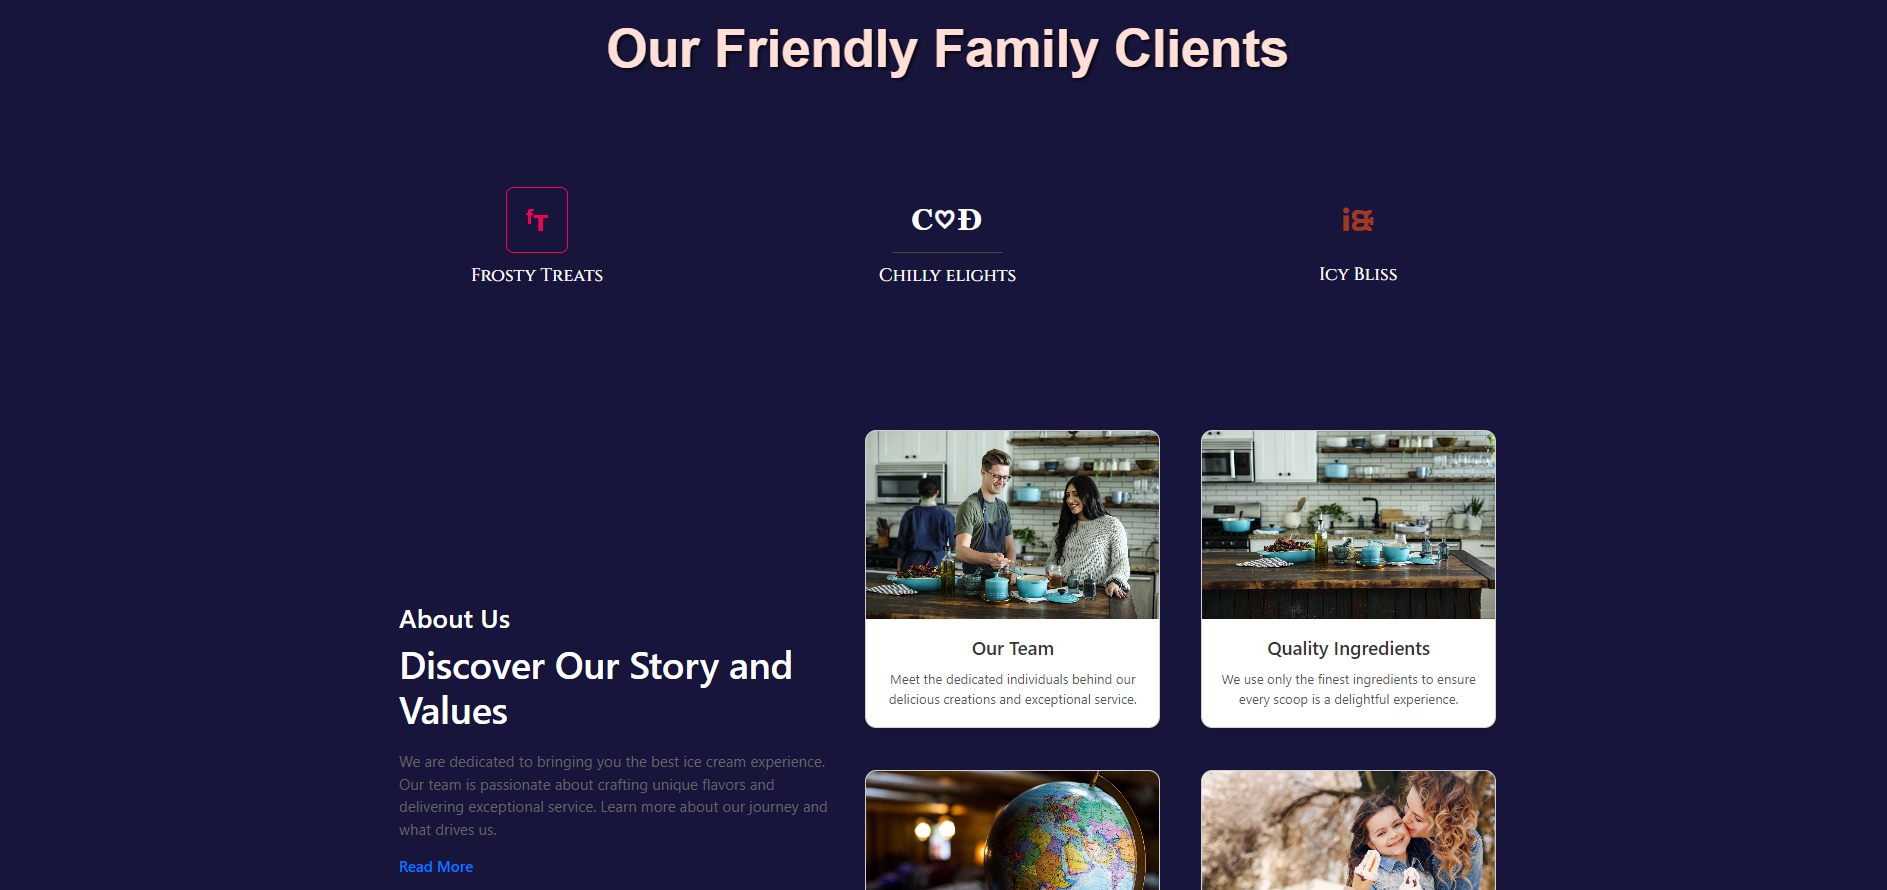 Our Friendly Family Clients
fT
C♡D
i&
Frosty Treats
Chilly elights
Icy Bliss
About Us
Discover Our Story and
Values
We are dedicated to bringing you the best ice cream experience.
Our team is passionate about crafting unique flavors and
delivering exceptional service. Learn more about our journey and
what drives us.
Read More
Our Team
Meet the dedicated individuals behind our
delicious creations and exceptional service.
Quality Ingredients
We use only the finest ingredients to ensure
every scoop is a delightful experience.